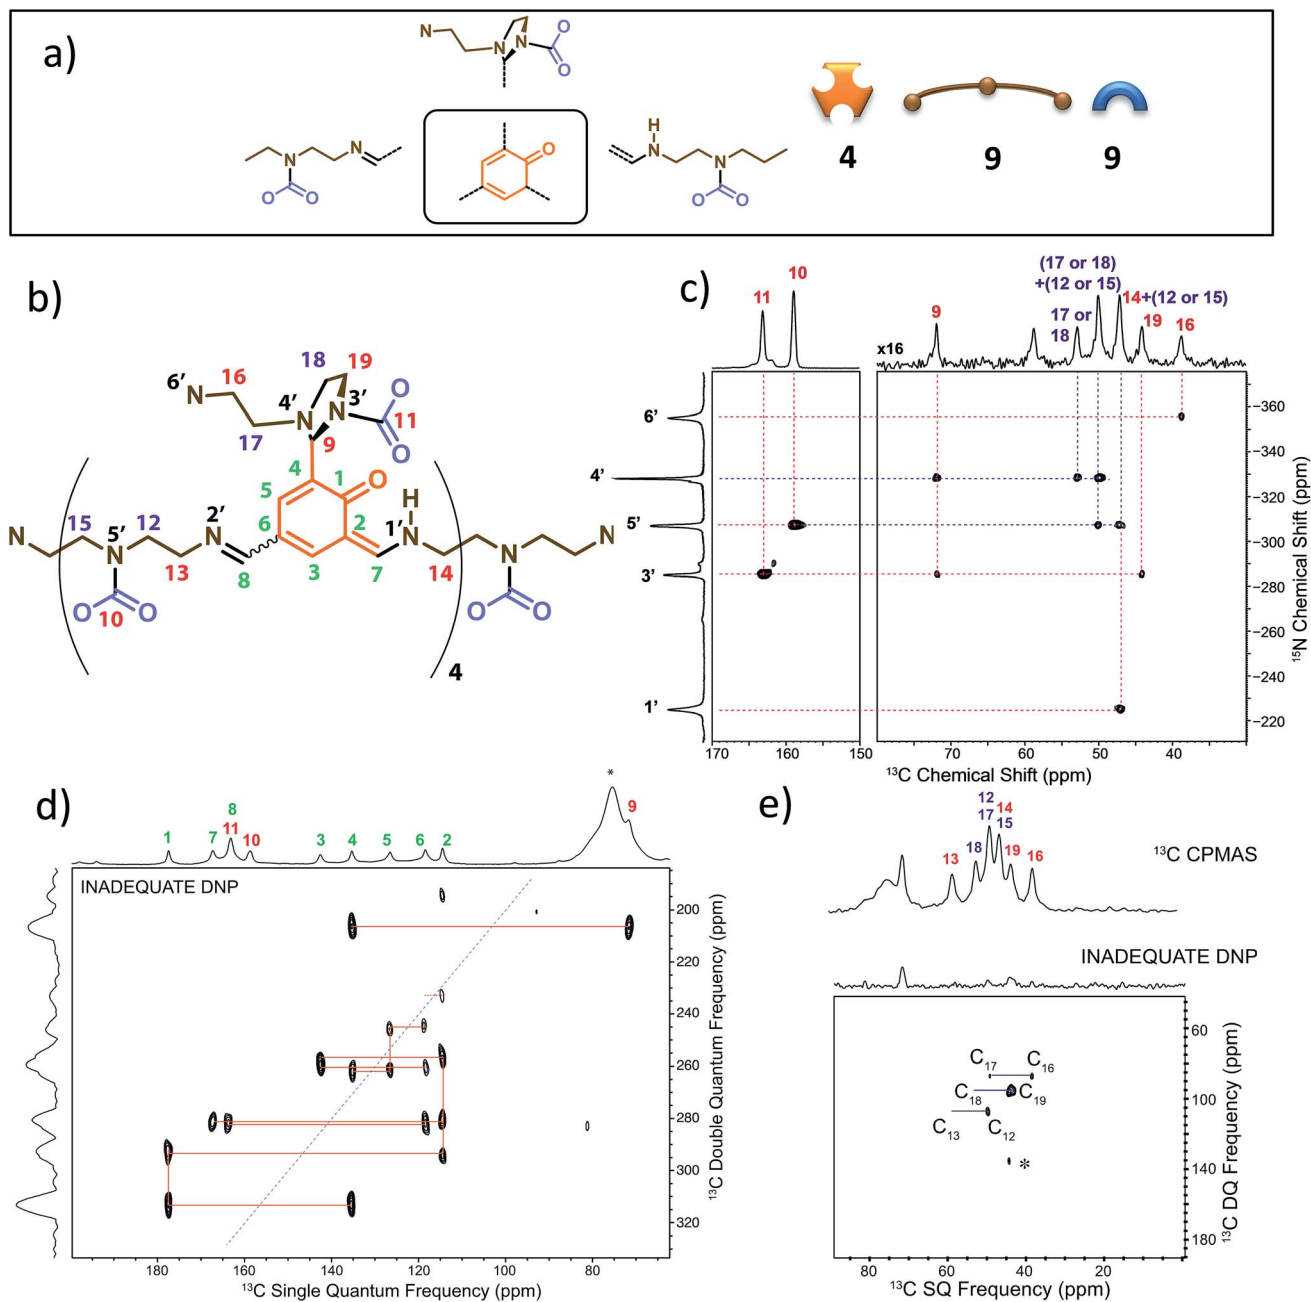 a)
N
N
N
O
O
N
N
O
O
O
H
N
N
O
O
4
9
9
b)
18
19
6'
N
16
4'
N
3'
N
O
17
9
11
O
4
5
1
O
H
N
15
5'
N
12
2'
N
6
2
1'
N
N
N
13
8
3
7
14
O
10
O
O
O
4
c)
11
10
9
(17 or 18)
+(12 or 15)
17 or
18
14+(12 or 15)
19
16
x16
6'
4'
5'
3'
1'
-360
-340
-320
-300
-280
-260
-240
-220
15N Chemical Shift (ppm)
170
160
150
70
60
50
40
13C Chemical Shift (ppm)
d)
*
1
7
8
11
10
3
4
5
6
2
9
INADEQUATE DNP
200
220
240
260
280
300
320
13C Double Quantum Frequency (ppm)
180
160
140
120
100
80
13C Single Quantum Frequency (ppm)
e)
12
17
14
15
13
18
19
16
13C CPMAS
INADEQUATE DNP
C17
C16
C18
C19
C13
C12
*
60
100
140
180
13C DQ Frequency (ppm)
80
60
40
20
13C SQ Frequency (ppm)